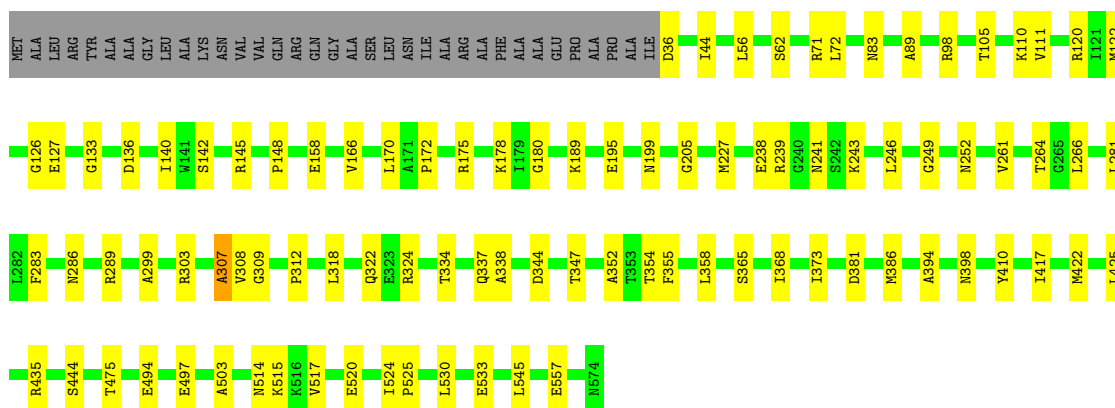 MET ALA LEU ARG TYR ALA ALA GLY LEU ALA LYS ASN VAL VAL GLN ARG GLN GLY ALA SER LEU ASN ILE ALA ARG ALA PHE ALA ALA GLU PRO ALA PRO ALA ILE D36 I44 L56 S62 R71 L72 N83 A89 R98 T105 K110 V111 R120 I121 M122
G126 E127 G133 D136 I140 W141 S142 R145 P148 E158 V166 L170 A171 P172 R175 K178 I179 G180 K189 E195 N199 G205 M227 E238 R239 G240 N241 S242 K243 L246 G249 N252 V261 T264 G265 L266 L281
L282 F283 N286 R289 A299 R303 A307 V308 G309 P312 L318 Q322 E323 R324 T334 Q337 A338 D344 T347 A352 T353 T354 F355 L358 S365 I368 I373 D381 M386 A394 N398 Y410 I417 M422
R435 S444 T475 E494 E497 A503 N514 K515 K516 V517 E520 I524 P525 L530 E533 L545 E557 N574